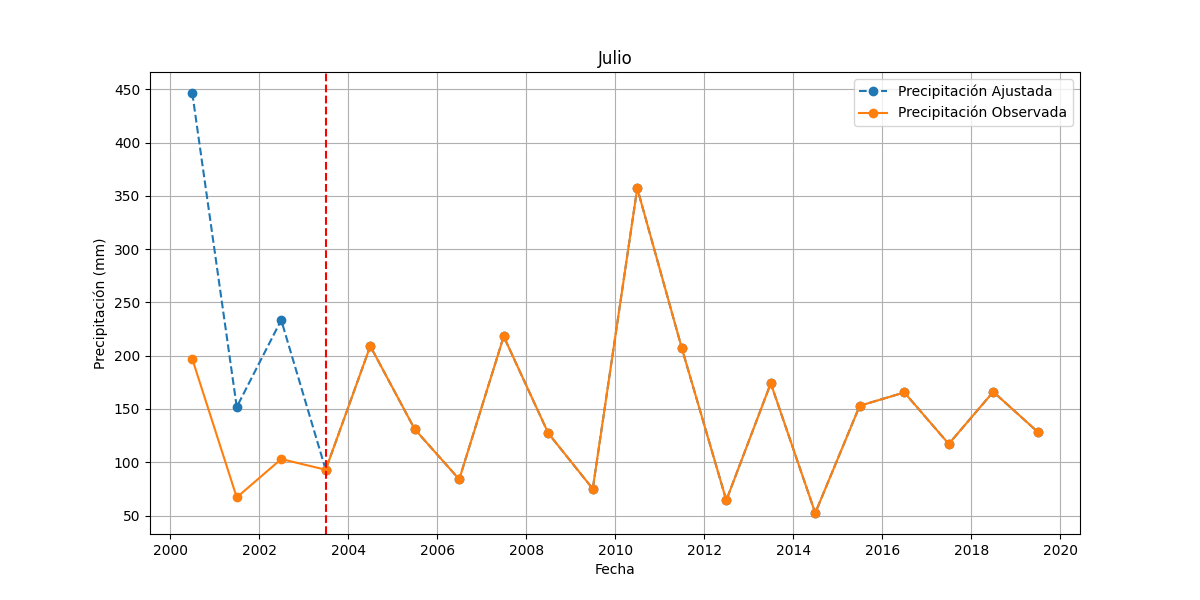 Julio
Precipitación Ajustada
Precipitación Observada
Precipitación (mm)
450
400
350
300
250
200
150
100
50
2000 2002 2004 2006 2008 2010 2012 2014 2016 2018 2020
Fecha